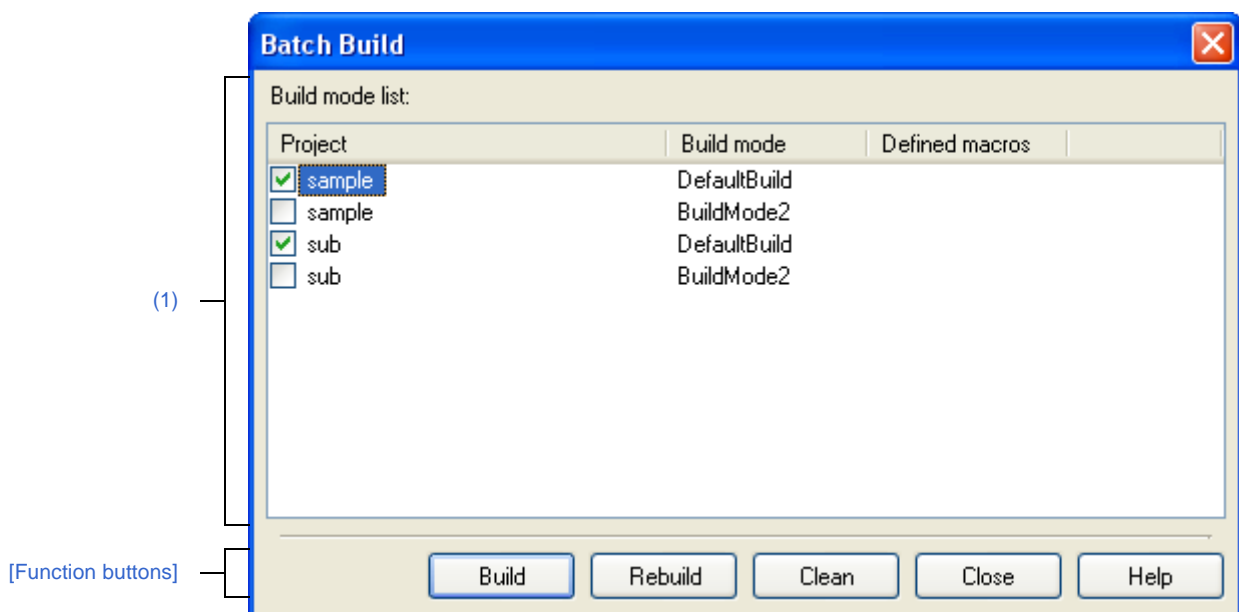 Batch Build
Build mode list:
Project Build mode Defined macros
sample DefaultBuild
sample BuildMode2
sub DefaultBuild
sub BuildMode2
(1)
[Function buttons]
Build Rebuild Clean Close Help